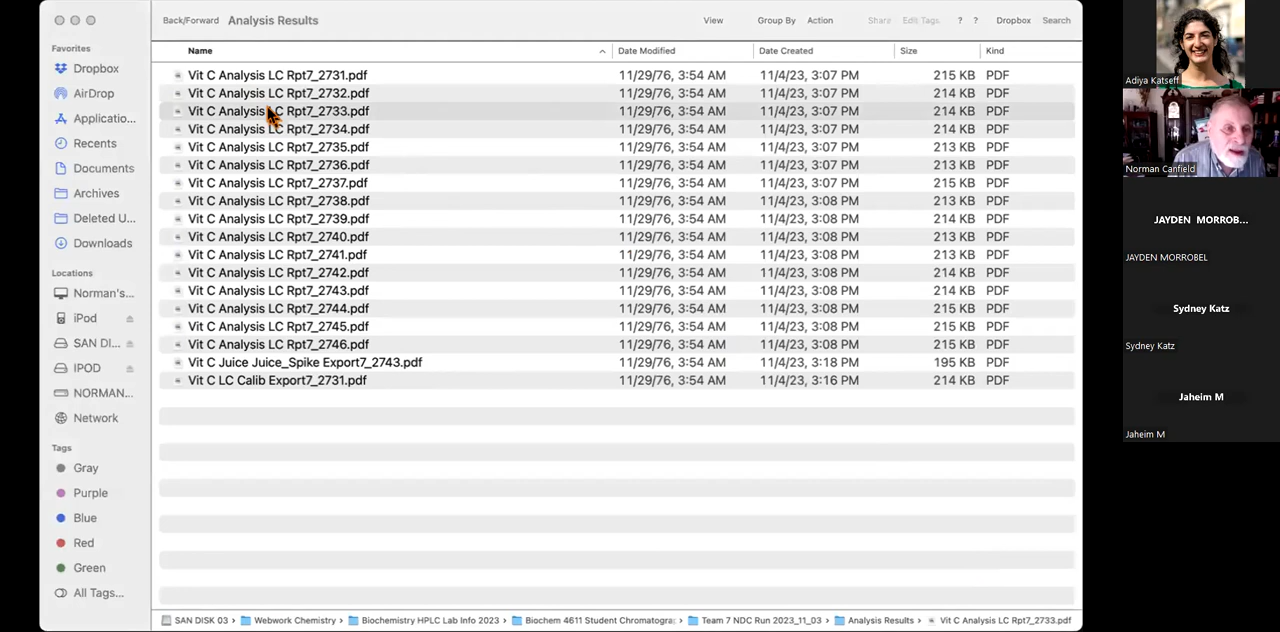 Back/Forward Analysis Results View Group By Action Share Edit Tags ? ? Dropbox Search
Favorites
Dropbox
AirDrop
Applicatio...
Recents
Documents
Archives
Deleted U...
Downloads
Locations
Norman's...
iPod
SAN DI...
IPOD
NORMAN...
Network
Tags
Gray
Purple
Blue
Red
Green
All Tags...
Name Date Modified Date Created Size Kind
Vit C Analysis LC Rpt7_2731.pdf 11/29/76, 3:54 AM 11/4/23, 3:07 PM 215 KB PDF
Vit C Analysis LC Rpt7_2732.pdf 11/29/76, 3:54 AM 11/4/23, 3:07 PM 214 KB PDF
Vit C Analysis LC Rpt7_2733.pdf 11/29/76, 3:54 AM 11/4/23, 3:07 PM 214 KB PDF
Vit C Analysis LC Rpt7_2734.pdf 11/29/76, 3:54 AM 11/4/23, 3:07 PM 214 KB PDF
Vit C Analysis LC Rpt7_2735.pdf 11/29/76, 3:54 AM 11/4/23, 3:07 PM 213 KB PDF
Vit C Analysis LC Rpt7_2736.pdf 11/29/76, 3:54 AM 11/4/23, 3:07 PM 213 KB PDF
Vit C Analysis LC Rpt7_2737.pdf 11/29/76, 3:54 AM 11/4/23, 3:07 PM 215 KB PDF
Vit C Analysis LC Rpt7_2738.pdf 11/29/76, 3:54 AM 11/4/23, 3:08 PM 213 KB PDF
Vit C Analysis LC Rpt7_2739.pdf 11/29/76, 3:54 AM 11/4/23, 3:08 PM 214 KB PDF
Vit C Analysis LC Rpt7_2740.pdf 11/29/76, 3:54 AM 11/4/23, 3:08 PM 213 KB PDF
Vit C Analysis LC Rpt7_2741.pdf 11/29/76, 3:54 AM 11/4/23, 3:08 PM 213 KB PDF
Vit C Analysis LC Rpt7_2742.pdf 11/29/76, 3:54 AM 11/4/23, 3:08 PM 214 KB PDF
Vit C Analysis LC Rpt7_2743.pdf 11/29/76, 3:54 AM 11/4/23, 3:08 PM 214 KB PDF
Vit C Analysis LC Rpt7_2744.pdf 11/29/76, 3:54 AM 11/4/23, 3:08 PM 215 KB PDF
Vit C Analysis LC Rpt7_2745.pdf 11/29/76, 3:54 AM 11/4/23, 3:08 PM 215 KB PDF
Vit C Analysis LC Rpt7_2746.pdf 11/29/76, 3:54 AM 11/4/23, 3:08 PM 215 KB PDF
Vit C Juice Juice_Spike Export7_2743.pdf 11/29/76, 3:54 AM 11/4/23, 3:18 PM 195 KB PDF
Vit C LC Calib Export7_2731.pdf 11/29/76, 3:54 AM 11/4/23, 3:16 PM 214 KB PDF
SAN DISK 03 › Webwork Chemistry › Biochemistry HPLC Lab Info 2023 › Biochem 4611 Student Chromatogra › Team 7 NDC Run 2023_11_03 › Analysis Results › Vit C Analysis LC Rpt7_2733.pdf
Adiya Katseff
Norman Canfield
JAYDEN MORROB...
JAYDEN MORROBEL
Sydney Katz
Sydney Katz
Jaheim M
Jaheim M